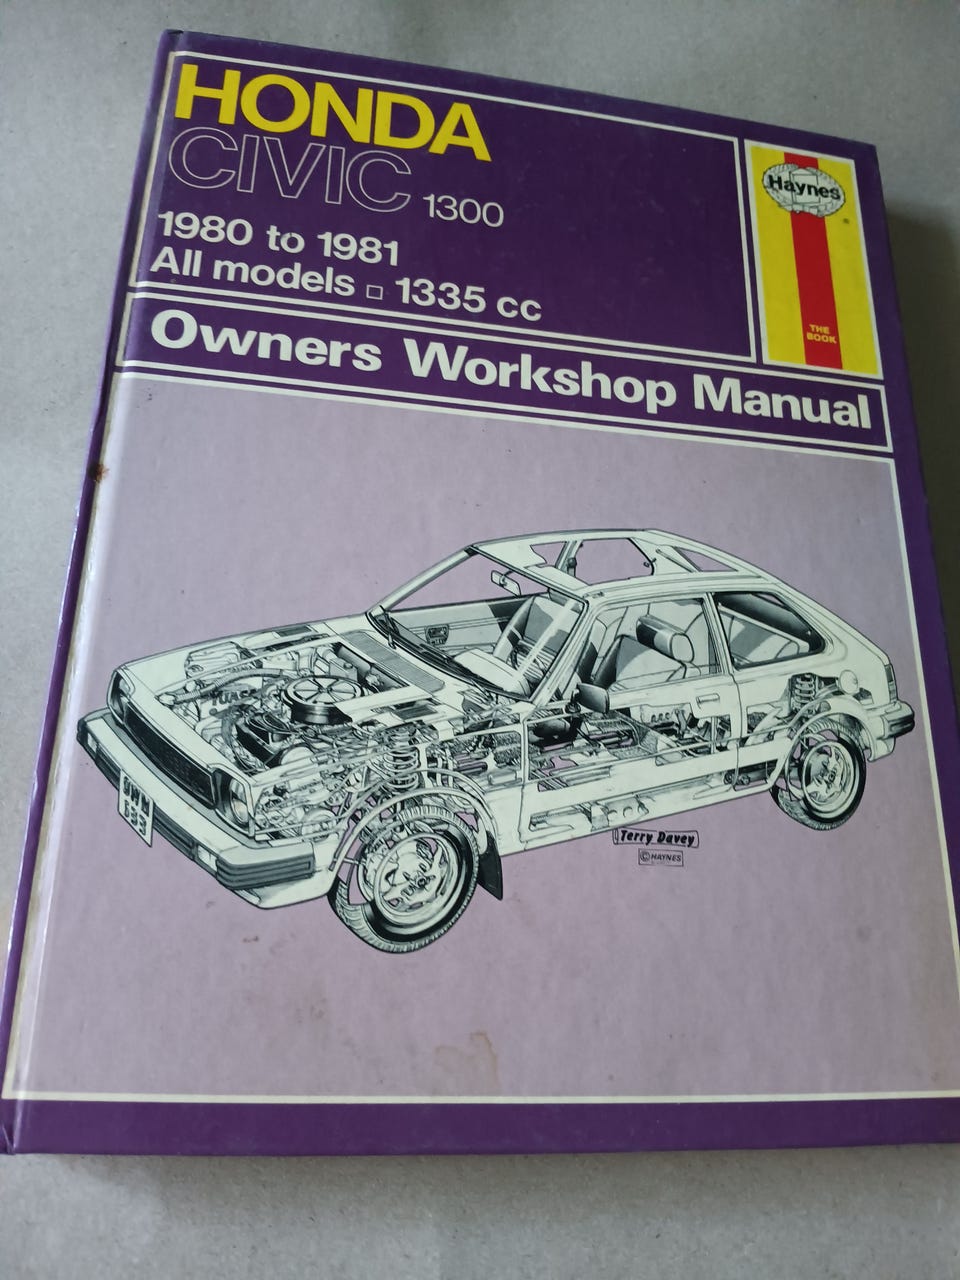 HONDA
CIVIC 1300
1980 to 1981
All models □ 1335 cc
Haynes
®
THE
BOOK
Owners Workshop Manual
Terry Davey
© HAYNES